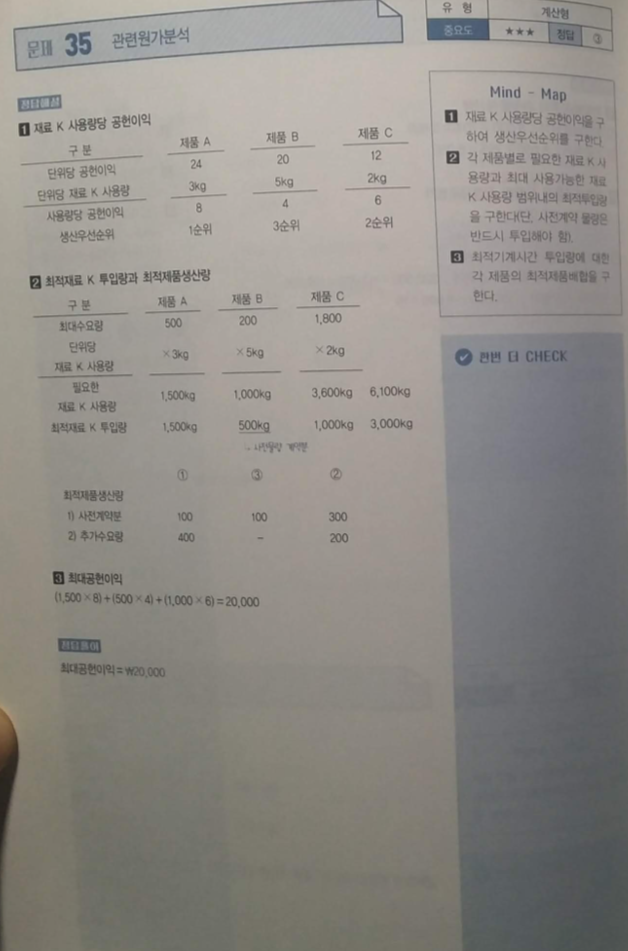 문제 35 관련원가분석
유 형 계산형
중요도 ★★★ 정답 ③
정답해설
1 재료 K 사용량당 공헌이익
구 분 제품 A 제품 B 제품 C
단위당 공헌이익 24 20 12
단위당 재료 K 사용량 3kg 5kg 2kg
사용량당 공헌이익 8 4 6
생산우선순위 1순위 3순위 2순위
2 최적재료 K 투입량과 최적제품생산량
구 분 제품 A 제품 B 제품 C
최대수요량 500 200 1,800
단위당
재료 K 사용량 ×3kg ×5kg ×2kg
필요한
재료 K 사용량 1,500kg 1,000kg 3,600kg 6,100kg
최적재료 K 투입량 1,500kg 500kg 1,000kg 3,000kg
사전물량 계약분
① ③ ②
최적제품생산량
1) 사전계약분 100 100 300
2) 추가수요량 400 – 200
3 최대공헌이익
(1,500×8)+(500×4)+(1,000×6)=20,000
정답풀이
최대공헌이익=₩20,000
Mind - Map
1 재료 K 사용량당 공헌이익을 구
하여 생산우선순위를 구한다.
2 각 제품별로 필요한 재료 K 사
용량과 최대 사용가능한 재료
K 사용량 범위내의 최적투입량
을 구한다(단, 사전계약 물량은
반드시 투입해야 함).
3 최적기계시간 투입량에 대한
각 제품의 최적제품배합을 구
한다.
한번 더 CHECK